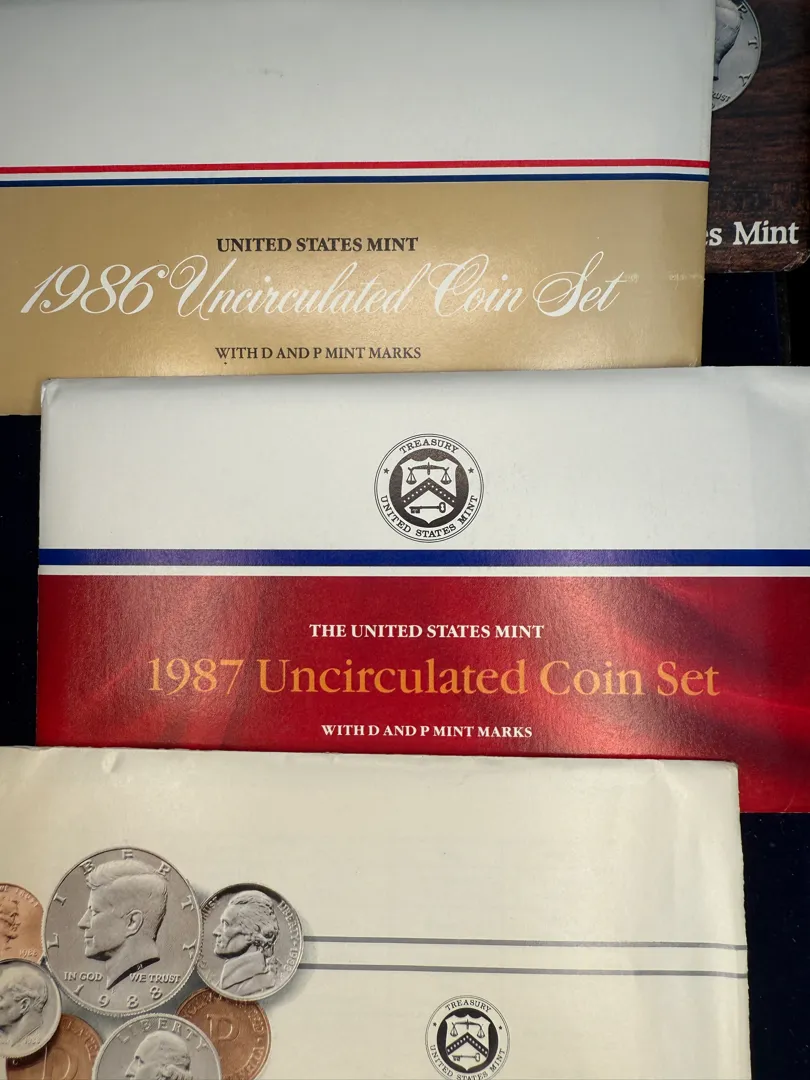 TRUST
s Mint
UNITED STATES MINT
1986 Uncirculated Coin Set
WITH D AND P MINT MARKS
TREASURY
UNITED STATES MINT
THE UNITED STATES MINT
1987 Uncirculated Coin Set
WITH D AND P MINT MARKS
LIBERTY
IN GOD WE TRUST
1988
D
D
LIBERTY
TREASURY
UNITED STATES MINT